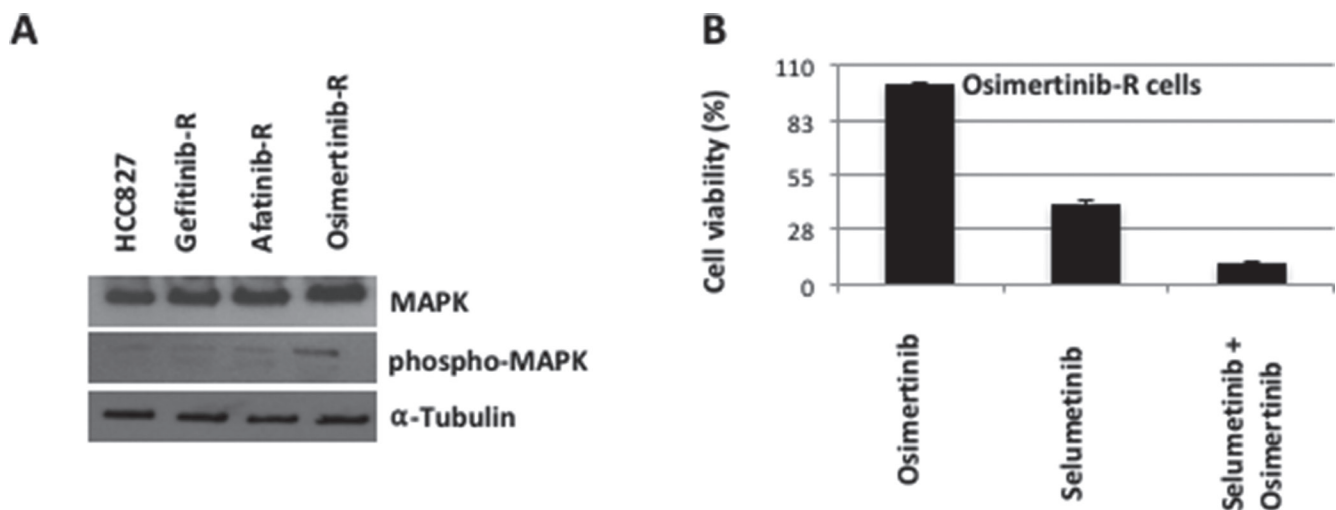 A
HCC827
Gefitinib-R
Afatinib-R
Osimertinib-R
MAPK
phospho-MAPK
α-Tubulin
B
Cell viability (%)
110
83
55
28
0
Osimertinib-R cells
Osimertinib
Selumetinib
Selumetinib +
Osimertinib